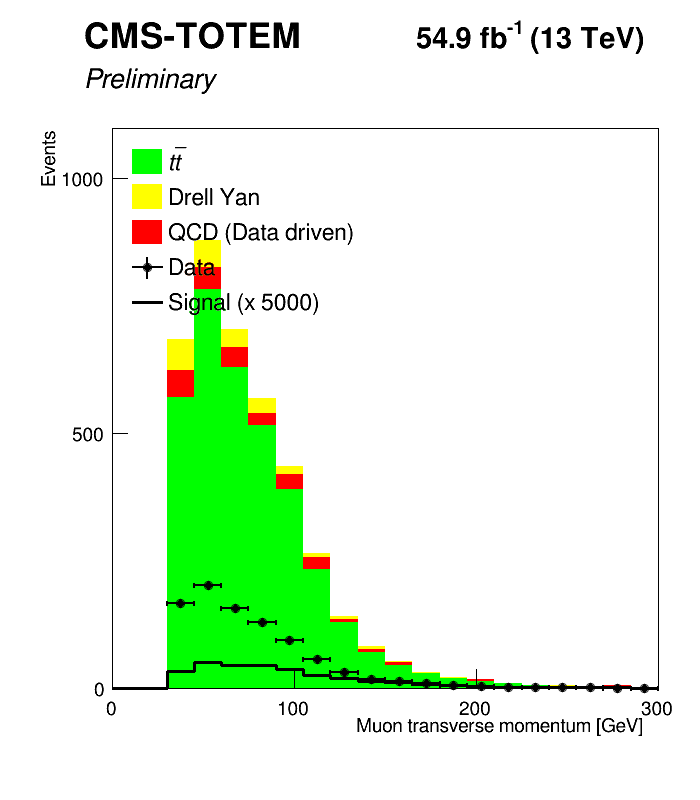 CMS-TOTEM 54.9 fb⁻¹ (13 TeV)
Preliminary
Events
tt̅
Drell Yan
QCD (Data driven)
Data
Signal (x 5000)
1000
500
0
0 100 200 300
Muon transverse momentum [GeV]